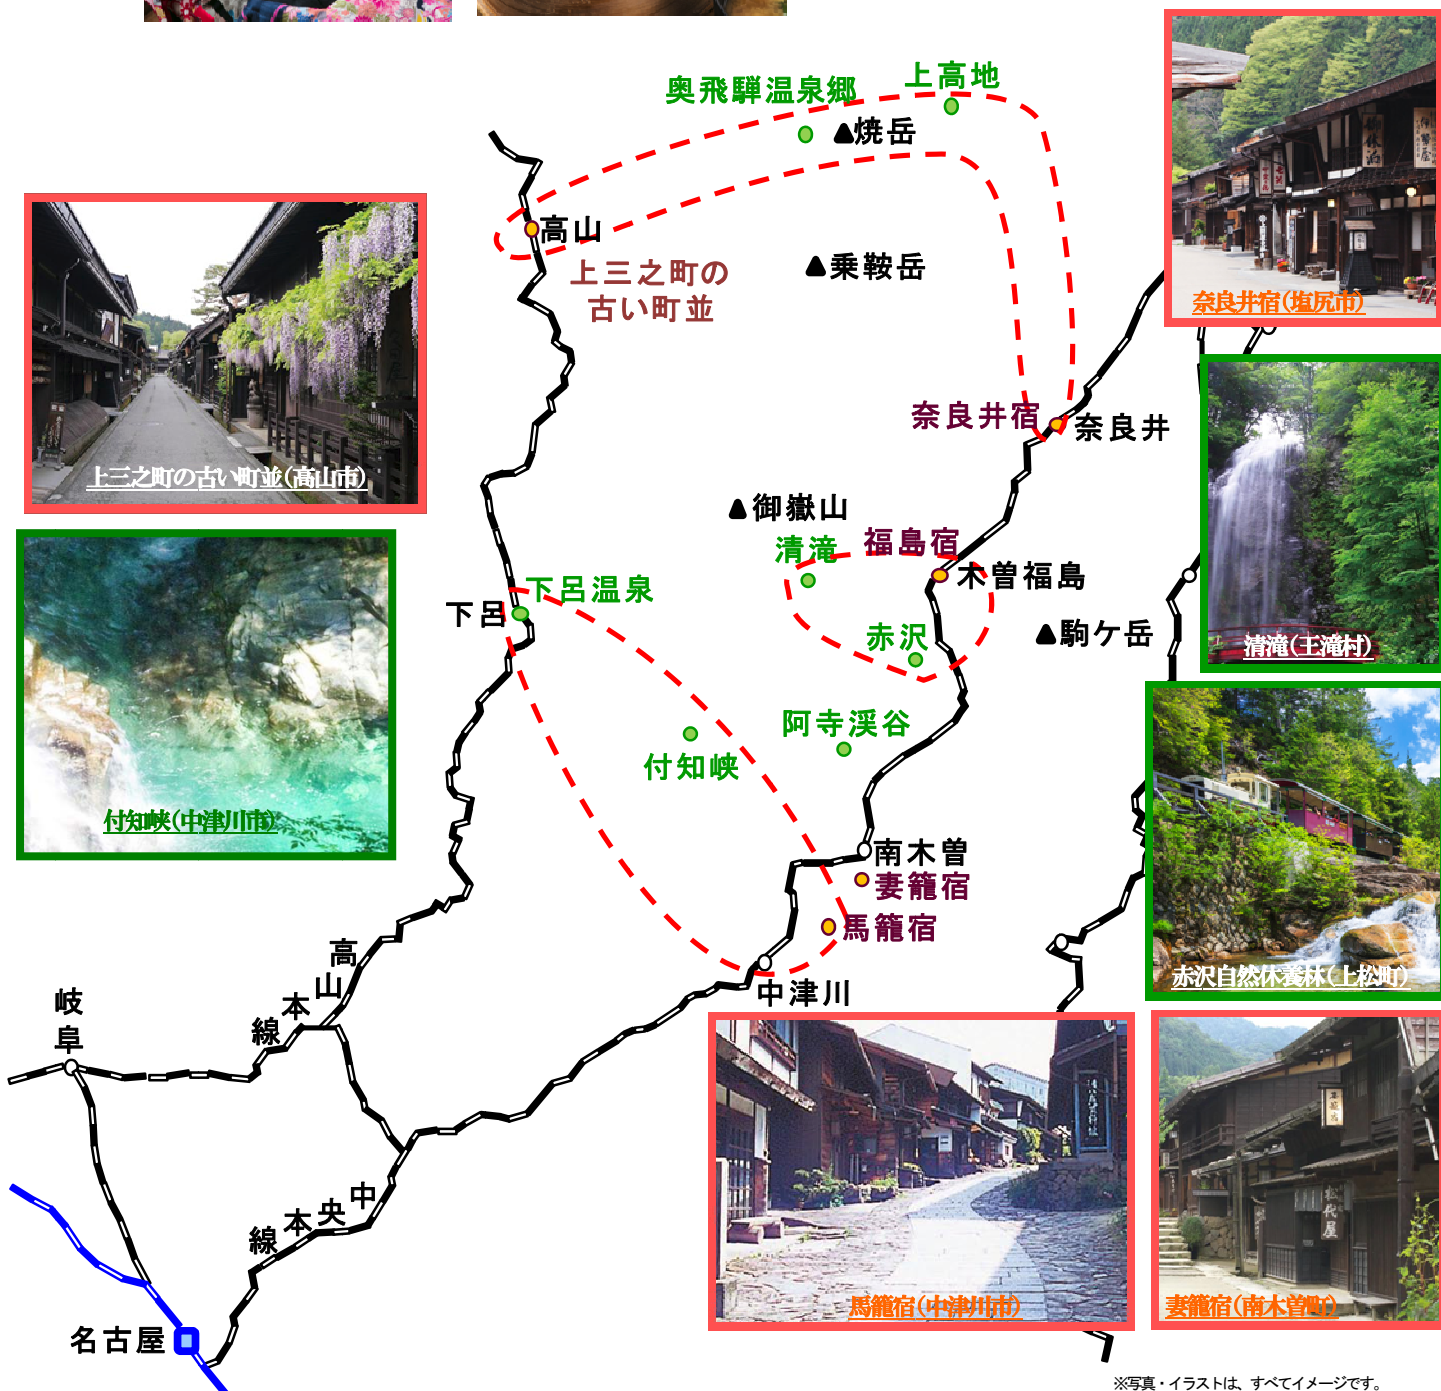 奥飛騨温泉郷
上高地
焼岳
高山
上三之町の
古い町並
乗鞍岳
奈良井宿(塩尻市)
奈良井宿
奈良井
上三之町の古い町並(高山市)
御嶽山
清滝
福島宿
木曽福島
下呂温泉
下呂
赤沢
駒ケ岳
清滝(王滝村)
阿寺渓谷
付知峡
付知峡(中津川市)
南木曽
妻籠宿
馬籠宿
中津川
赤沢自然休養林(上松町)
高山本線
岐阜
中央本線
名古屋
松代屋
馬籠宿(中津川市)
妻籠宿(南木曽町)
※写真・イラストは、すべてイメージです。